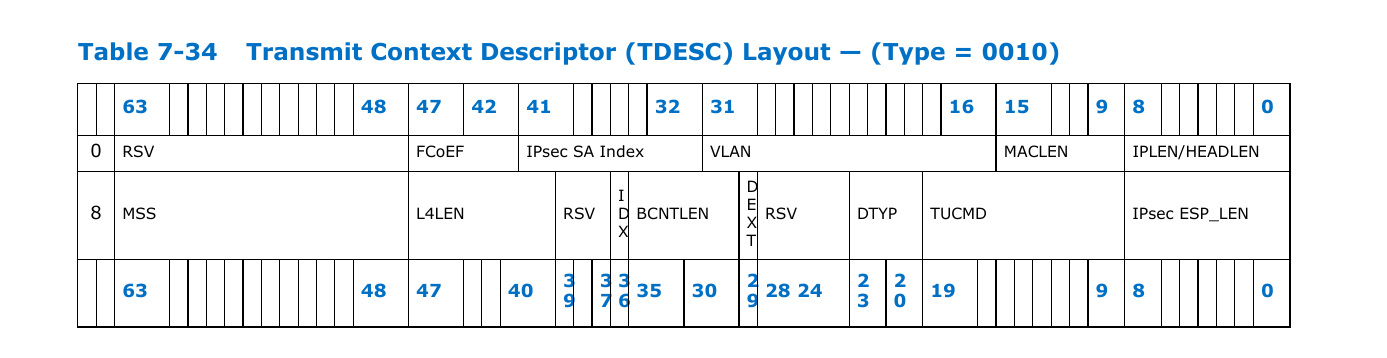 Table 7-34 Transmit Context Descriptor (TDESC) Layout — (Type = 0010)
63 48 47 42 41 32 31 16 15 9 8 0
0 RSV FCoEF IPsec SA Index VLAN MACLEN IPLEN/HEADLEN
8 MSS L4LEN RSV IDX BCNTLEN DEXT RSV DTYP TUCMD IPsec ESP_LEN
63 48 47 40 39 37 36 35 30 29 28 24 23 20 19 9 8 0